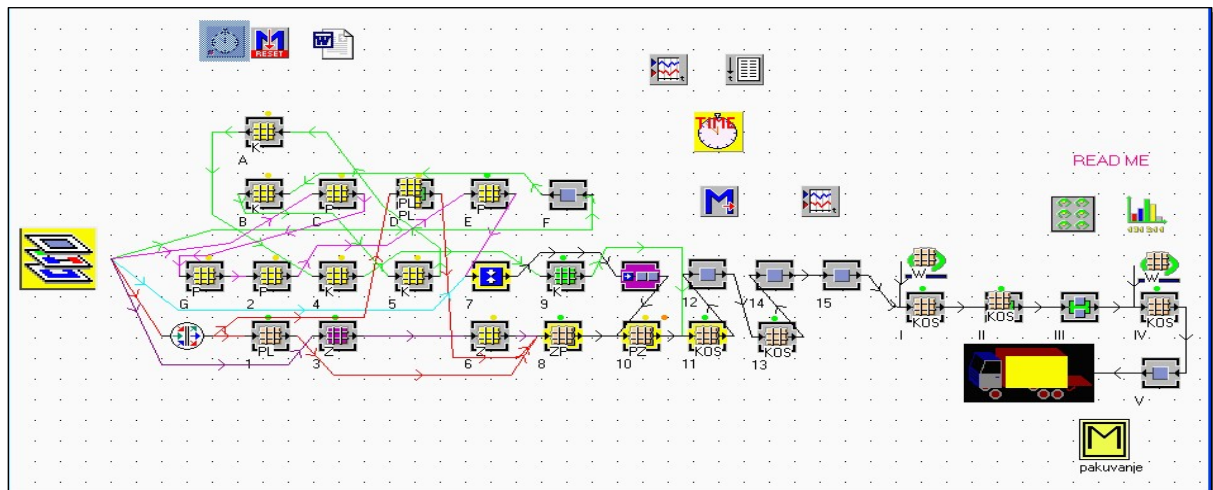 W
M
RESET
t
t
TIME
READ ME
K
A
K
P
PL
PL
P
B
C
D
E
F
M
t
P
P
K
K
K
G
2
4
5
7
9
12
14
15
W
W
KOS
KOS
KOS
I
II
III
IV
PL
Z
Z
ZP
PZ
KOS
KOS
1
3
6
8
10
11
13
V
M
pakuvanje